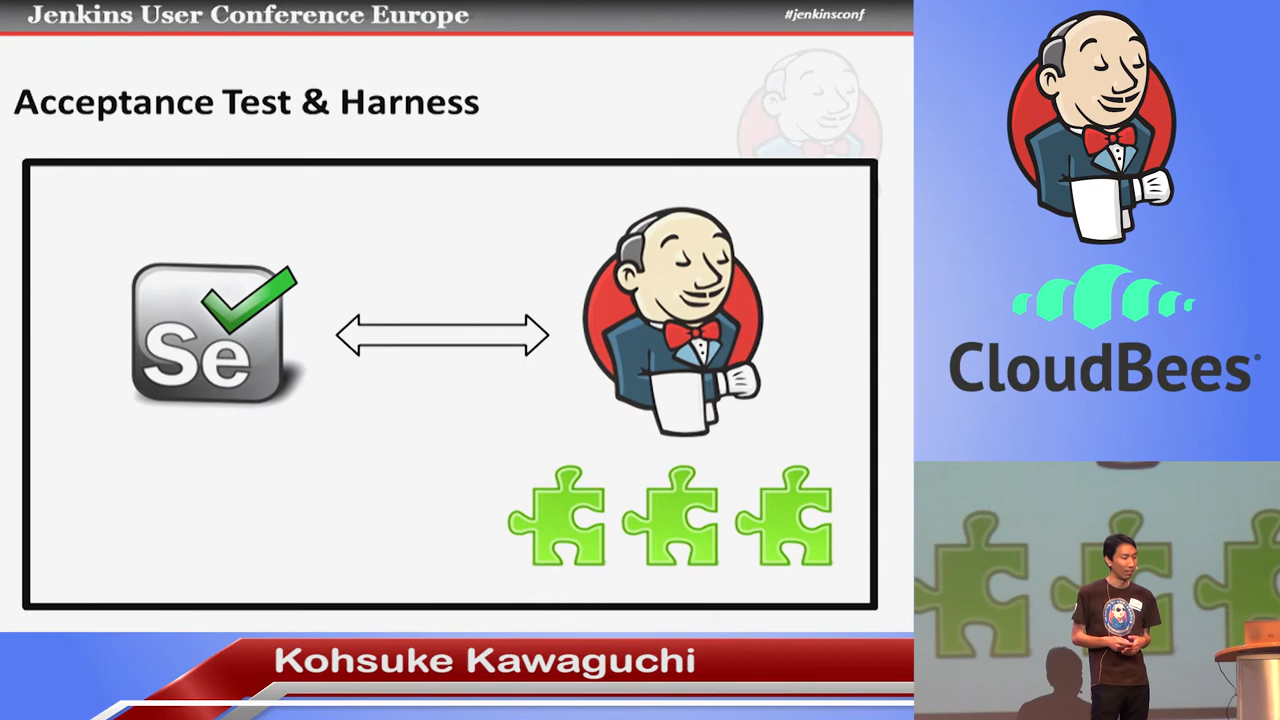 Jenkins User Conference Europe
#jenkinsconf
Acceptance Test & Harness
Se
CloudBees®
Kohsuke Kawaguchi